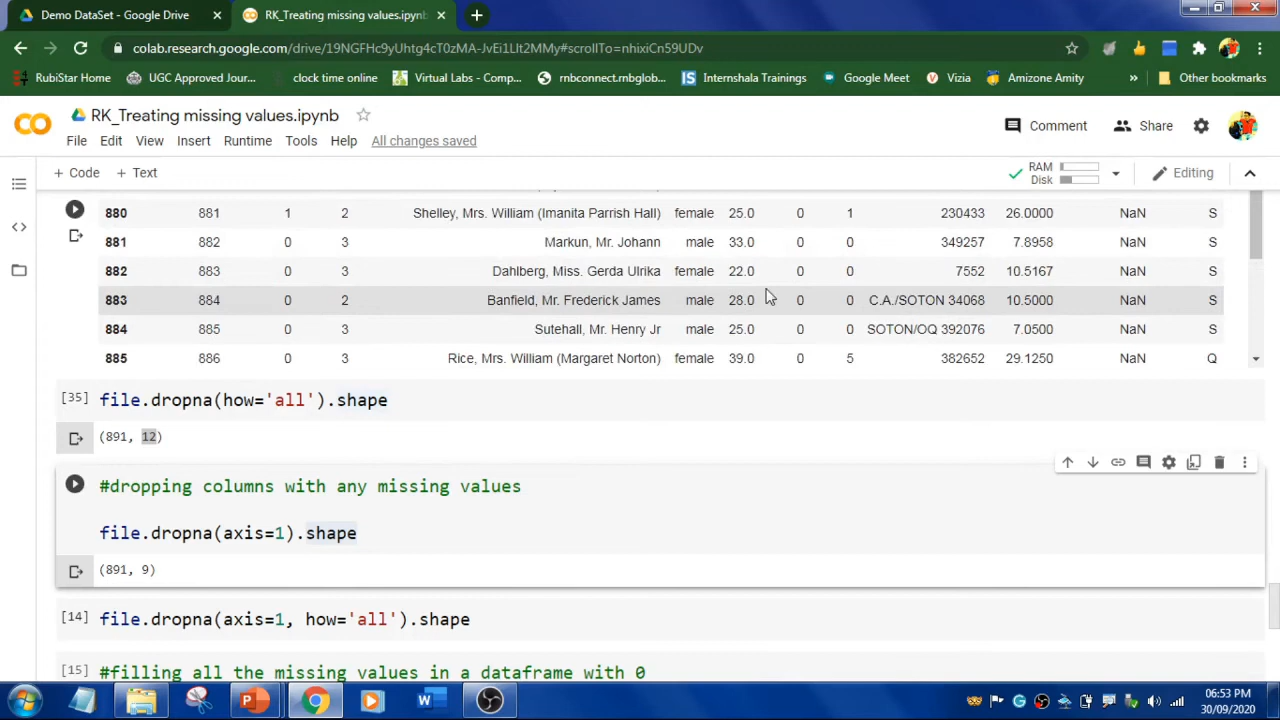 Demo DataSet - Google Drive
RK_Treating missing values.ipynb
colab.research.google.com/drive/19NGFHc9yUhtg4cT0zMA-JvEi1LIt2MMy#scrollTo=nhixiCn59UDv
RubiStar Home UGC Approved Jour... clock time online Virtual Labs - Comp... rnbconnect.rnbglob... Internshala Trainings Google Meet Vizia Amizone Amity » Other bookmarks
RK_Treating missing values.ipynb
Comment Share
File Edit View Insert Runtime Tools Help All changes saved
+ Code + Text RAM Disk Editing
880 881 1 2 Shelley, Mrs. William (Imanita Parrish Hall) female 25.0 0 1 230433 26.0000 NaN S
881 882 0 3 Markun, Mr. Johann male 33.0 0 0 349257 7.8958 NaN S
882 883 0 3 Dahlberg, Miss. Gerda Ulrika female 22.0 0 0 7552 10.5167 NaN S
883 884 0 2 Banfield, Mr. Frederick James male 28.0 0 0 C.A./SOTON 34068 10.5000 NaN S
884 885 0 3 Sutehall, Mr. Henry Jr male 25.0 0 0 SOTON/OQ 392076 7.0500 NaN S
885 886 0 3 Rice, Mrs. William (Margaret Norton) female 39.0 0 5 382652 29.1250 NaN Q
[35] file.dropna(how='all').shape
(891, 12)
#dropping columns with any missing values
file.dropna(axis=1).shape
(891, 9)
[14] file.dropna(axis=1, how='all').shape
[15] #filling all the missing values in a dataframe with 0
06:53 PM
30/09/2020